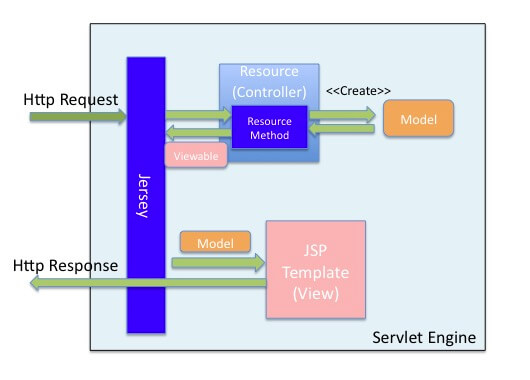 Resource
(Controller)
<<Create>>
Http Request
Resource
Method
Model
Viewable
Jersey
Model
Http Response
JSP
Template
(View)
Servlet Engine